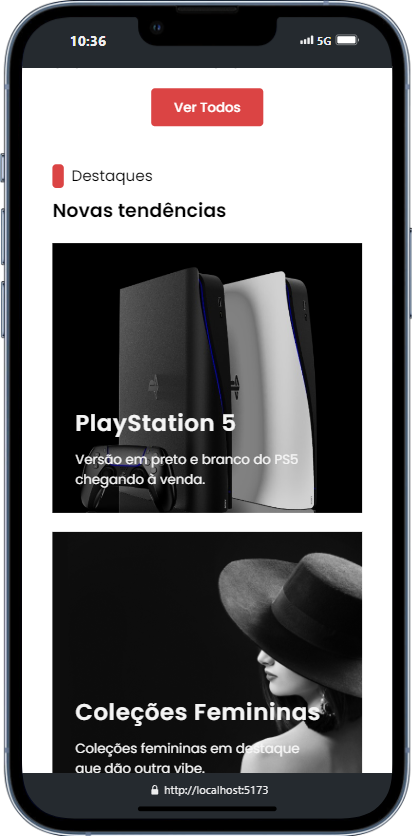 10:36
5G
Ver Todos
Destaques
Novas tendências
PlayStation 5
Versão em preto e branco do PS5
chegando à venda.
Coleções Femininas
Coleções femininas em destaque
que dão outra vibe.
http://localhost:5173